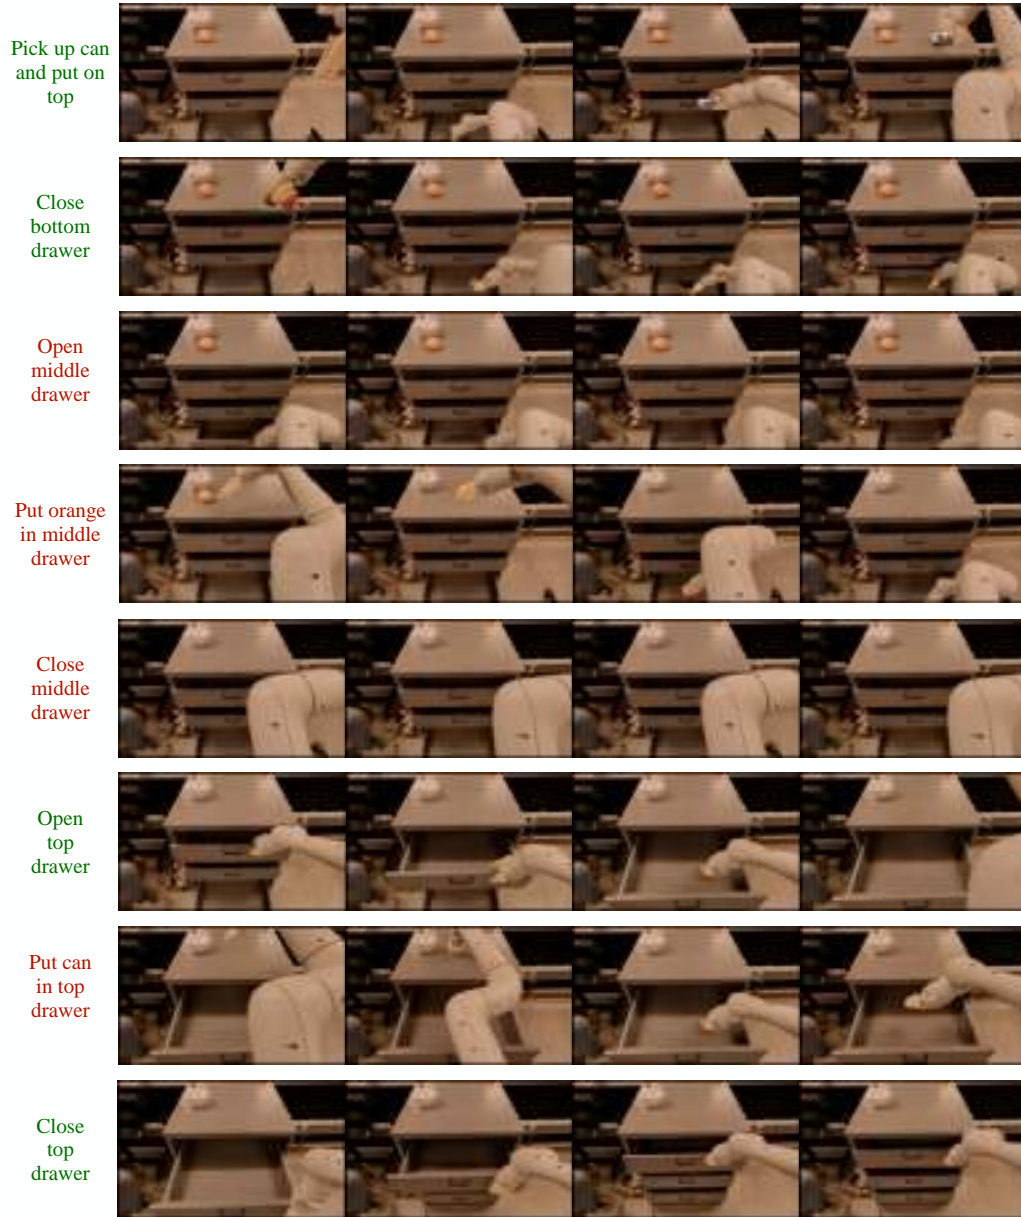 Pick up can
and put on
top
Close
bottom
drawer
Open
middle
drawer
Put orange
in middle
drawer
Close
middle
drawer
Open
top
drawer
Put can
in top
drawer
Close
top
drawer